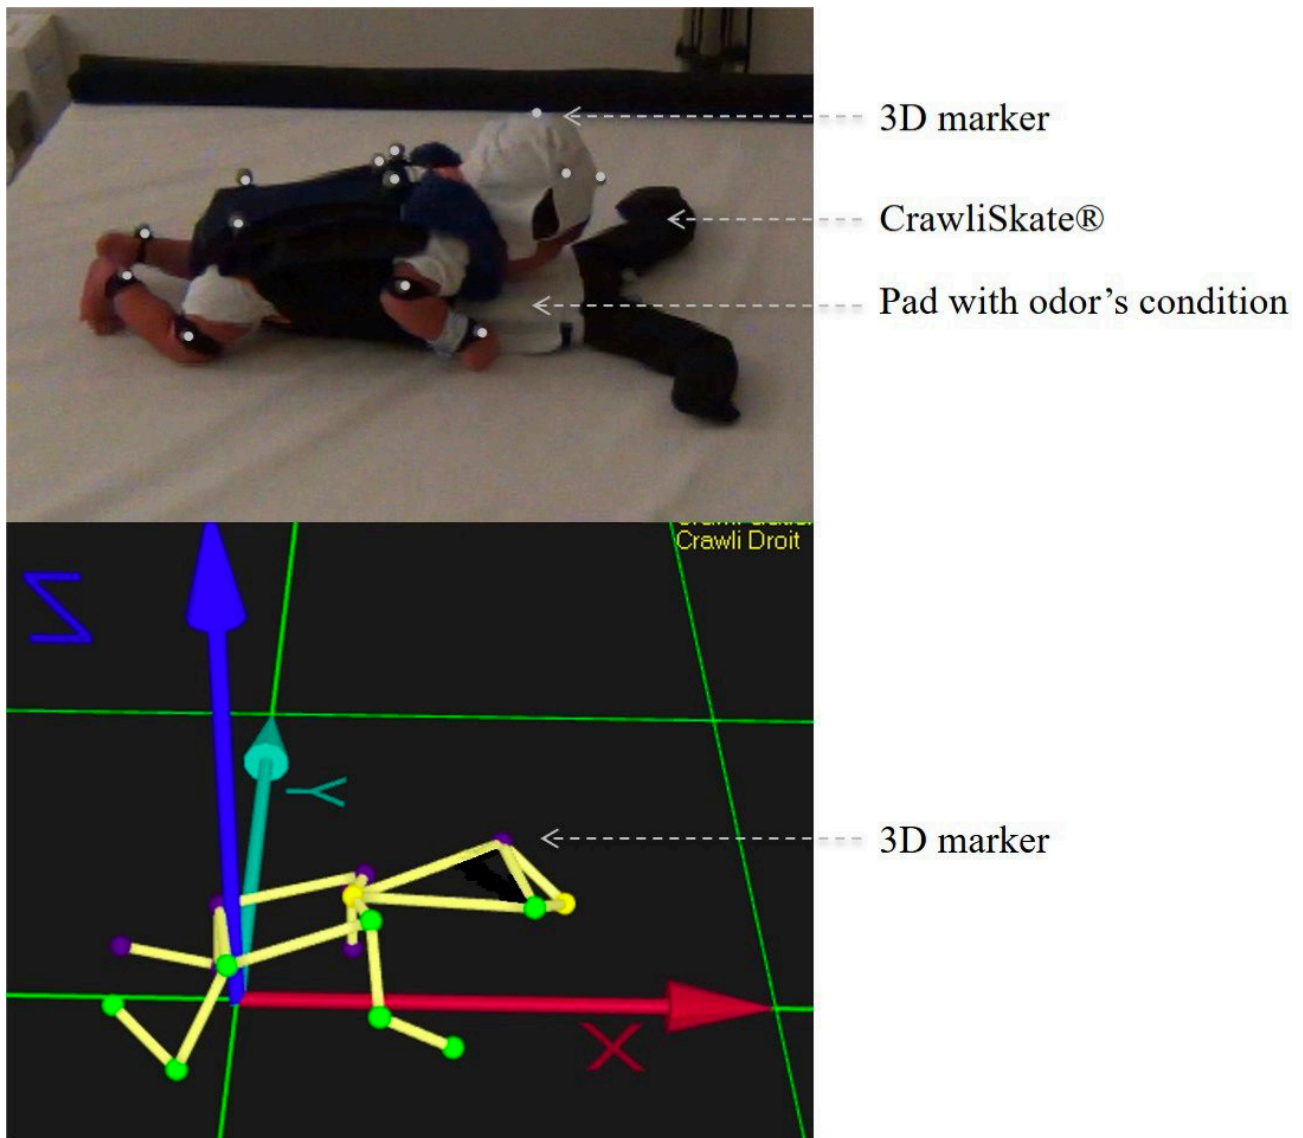 3D marker
CrawliSkate®
Pad with odor’s condition
Crawli Droit
Z
Y
3D marker
X